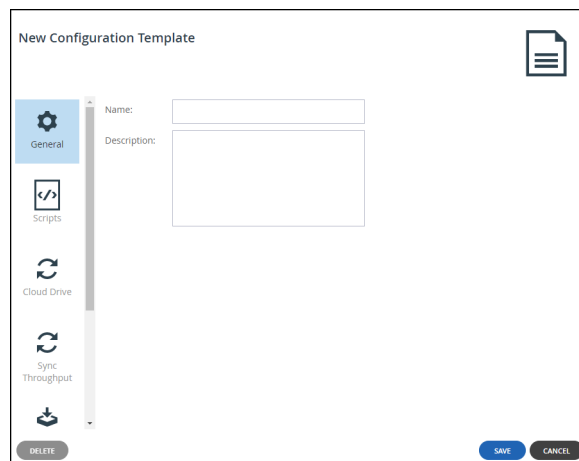 New Configuration Template
General
Name:
Description:
</>
Scripts
Cloud Drive
Sync
Throughput
DELETE
SAVE
CANCEL